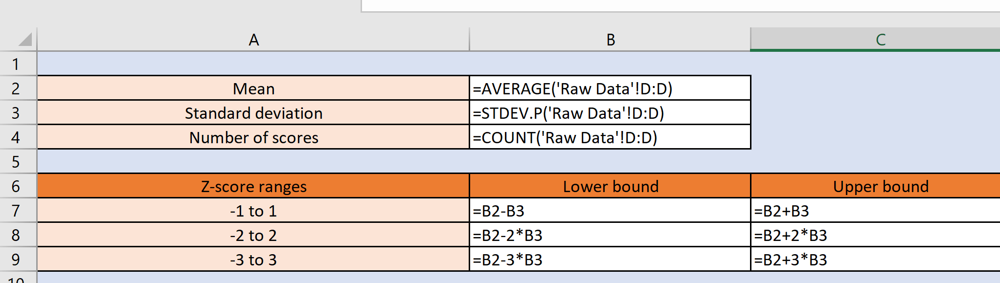 A B C
1
2 Mean =AVERAGE('Raw Data'!D:D)
3 Standard deviation =STDEV.P('Raw Data'!D:D)
4 Number of scores =COUNT('Raw Data'!D:D)
5
6 Z-score ranges Lower bound Upper bound
7 -1 to 1 =B2-B3 =B2+B3
8 -2 to 2 =B2-2*B3 =B2+2*B3
9 -3 to 3 =B2-3*B3 =B2+3*B3
10